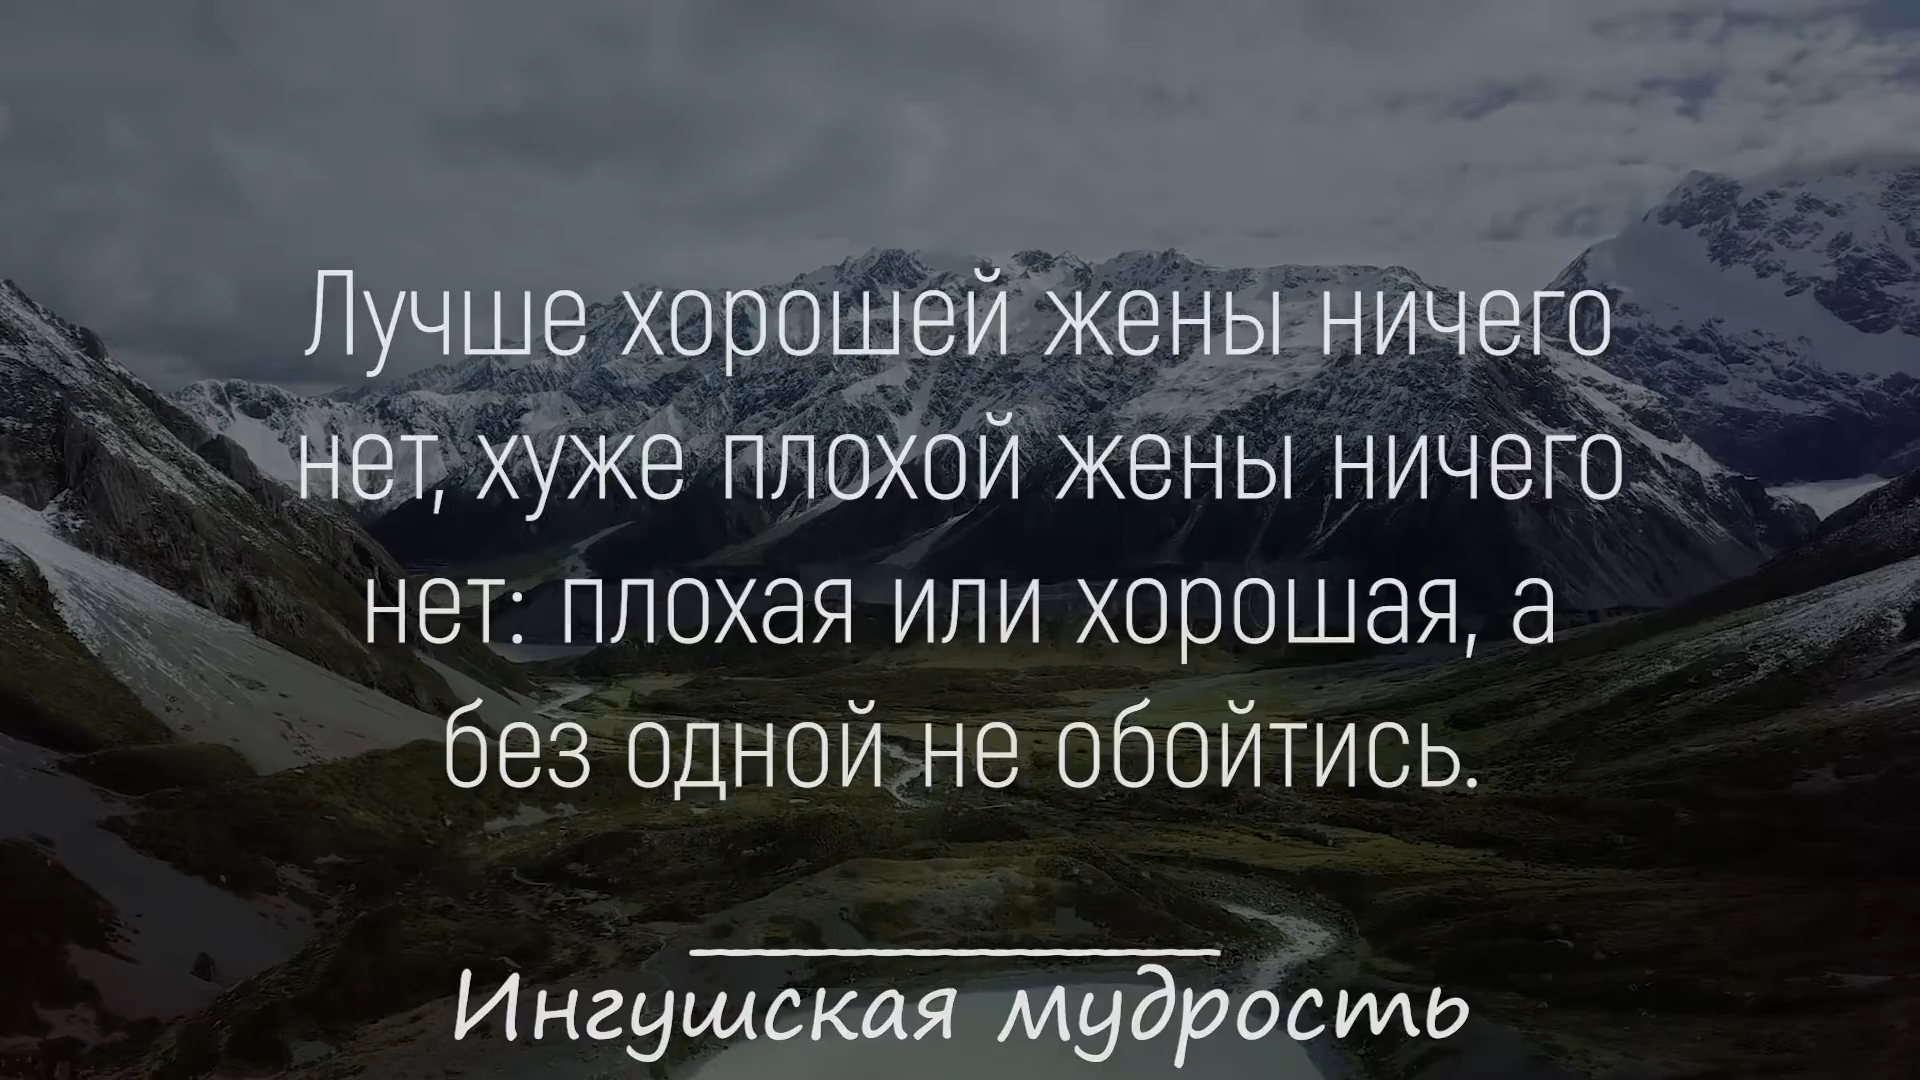 Лучше хорошей жены ничего
нет, хуже плохой жены ничего
нет: плохая или хорошая, а
без одной не обойтись.
Ингушская мудрость